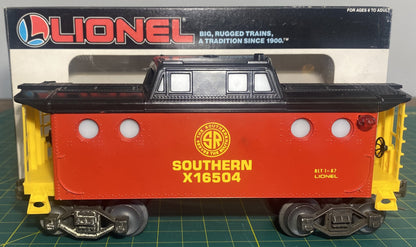 LIONEL
BIG, RUGGED TRAINS,
A TRADITION SINCE 1900.™
FOR AGES 8 TO ADULT
SR
SOUTHERN
X16504
BLT 1-87
LIONEL